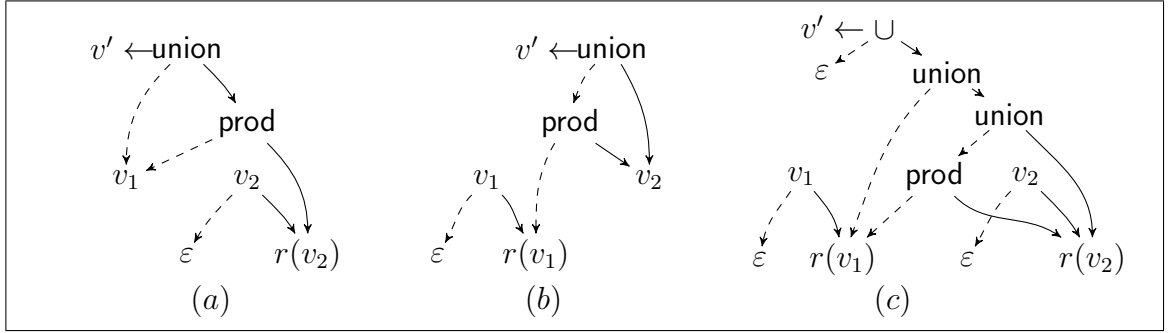 v′ ← union
prod
v₁ v₂
ε r(v₂)
(a)
v′ ← union
prod
v₁ v₂
ε r(v₁)
(b)
v′ ← ∪
ε
union
union
v₁ prod v₂
ε r(v₁) ε r(v₂)
(c)